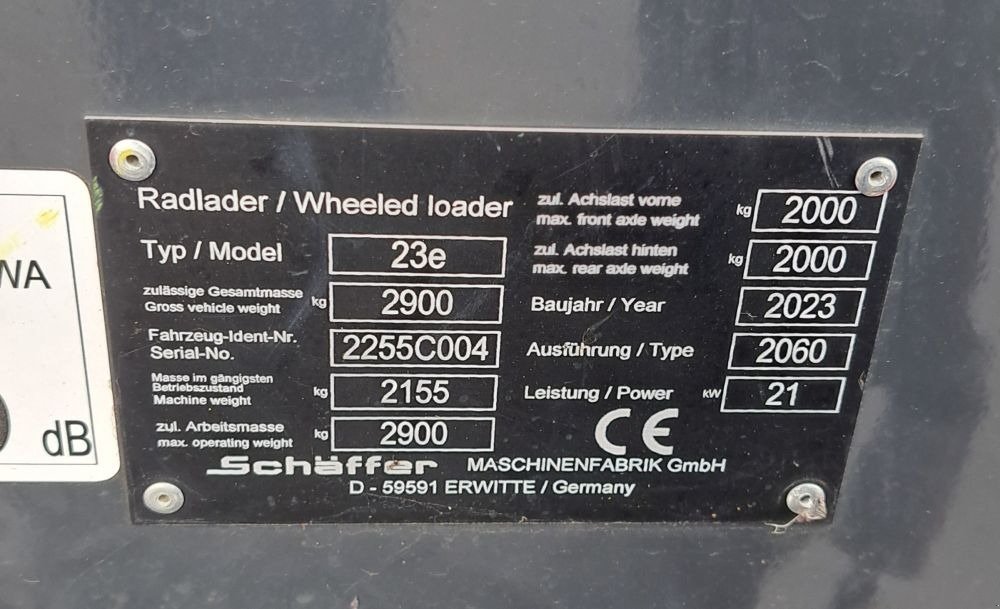 WA
dB
Radlader / Wheeled loader
Typ / Model 23e
zulässige Gesamtmasse
Gross vehicle weight kg 2900
Fahrzeug-Ident-Nr.
Serial-No. 2255C004
Masse im gängigsten
Betriebszustand
Machine weight kg 2155
zyl. Arbeitsmasse
max. operating weight kg 2900
zul. Achslast vorne
max. front axle weight kg 2000
zul. Achslast hinten
max. rear axle weight kg 2000
Baujahr / Year 2023
Ausführung / Type 2060
Leistung / Power kW 21
CE
Schäffer MASCHINENFABRIK GmbH
D - 59591 ERWITTE / Germany